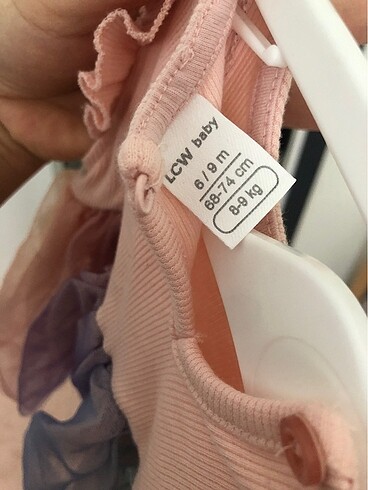 LCW baby
6 / 9 m
68-74 cm
8-9 kg